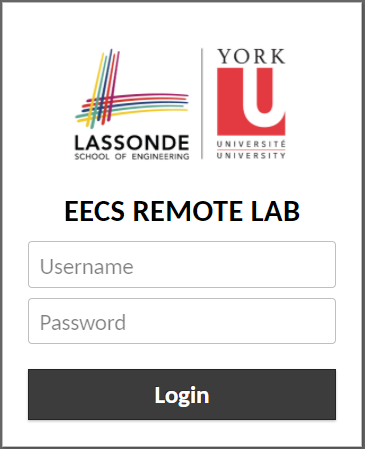 LASSONDE
SCHOOL OF ENGINEERING
YORK
U
UNIVERSITÉ
UNIVERSITY
EECS REMOTE LAB
Username
Password
Login